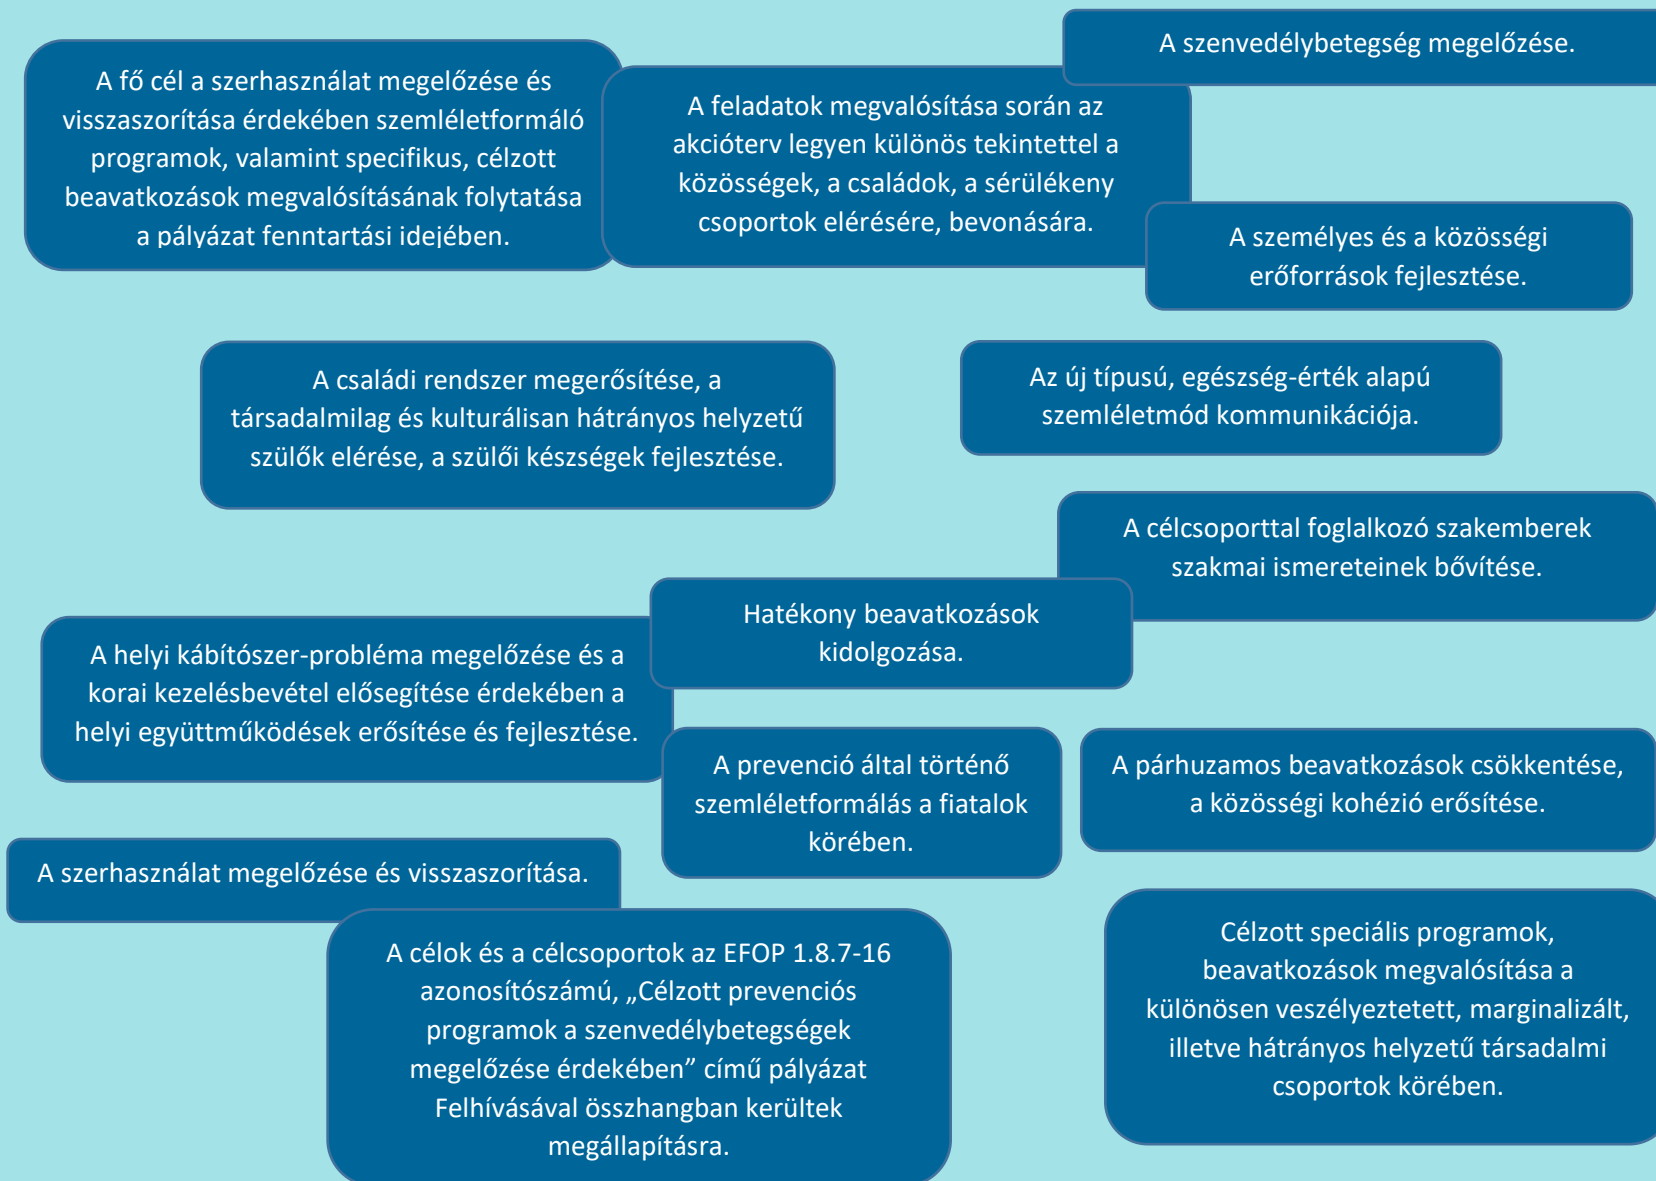 A szenvedélybetegség megelőzése.
A fő cél a szerhasználat megelőzése és
visszaszorítása érdekében szemléletformáló
programok, valamint specifikus, célzott
beavatkozások megvalósításának folytatása
a pályázat fenntartási idejében.
A feladatok megvalósítása során az
akcióterv legyen különös tekintettel a
közösségek, a családok, a sérülékeny
csoportok elérésére, bevonására.
A személyes és a közösségi
erőforrások fejlesztése.
A családi rendszer megerősítése, a
társadalmilag és kulturálisan hátrányos helyzetű
szülők elérése, a szülői készségek fejlesztése.
Az új típusú, egészség-érték alapú
szemléletmód kommunikációja.
A célcsoporttal foglalkozó szakemberek
szakmai ismereteinek bővítése.
Hatékony beavatkozások
kidolgozása.
A helyi kábítószer-probléma megelőzése és a
korai kezelésbevétel elősegítése érdekében a
helyi együttműködések erősítése és fejlesztése.
A prevenció által történő
szemléletformálás a fiatalok
körében.
A párhuzamos beavatkozások csökkentése,
a közösségi kohézió erősítése.
A szerhasználat megelőzése és visszaszorítása.
A célok és a célcsoportok az EFOP 1.8.7-16
azonosítószámú, „Célzott prevenciós
programok a szenvedélybetegségek
megelőzése érdekében” című pályázat
Felhívásával összhangban kerültek
megállapításra.
Célzott speciális programok,
beavatkozások megvalósítása a
különösen veszélyeztetett, marginalizált,
illetve hátrányos helyzetű társadalmi
csoportok körében.